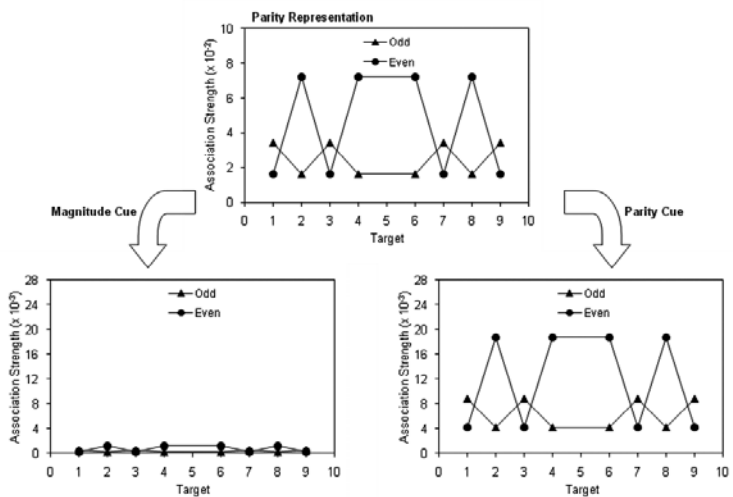 Parity Representation
10
8
6
4
2
0
Association Strength (x 10⁻²)
Odd
Even
0 1 2 3 4 5 6 7 8 9 10
Target
Magnitude Cue
Parity Cue
28
24
20
16
12
8
4
0
Association Strength (x 10⁻³)
Odd
Even
0 1 2 3 4 5 6 7 8 9 10
Target
28
24
20
16
12
8
4
0
Association Strength (x 10⁻³)
Odd
Even
0 1 2 3 4 5 6 7 8 9 10
Target